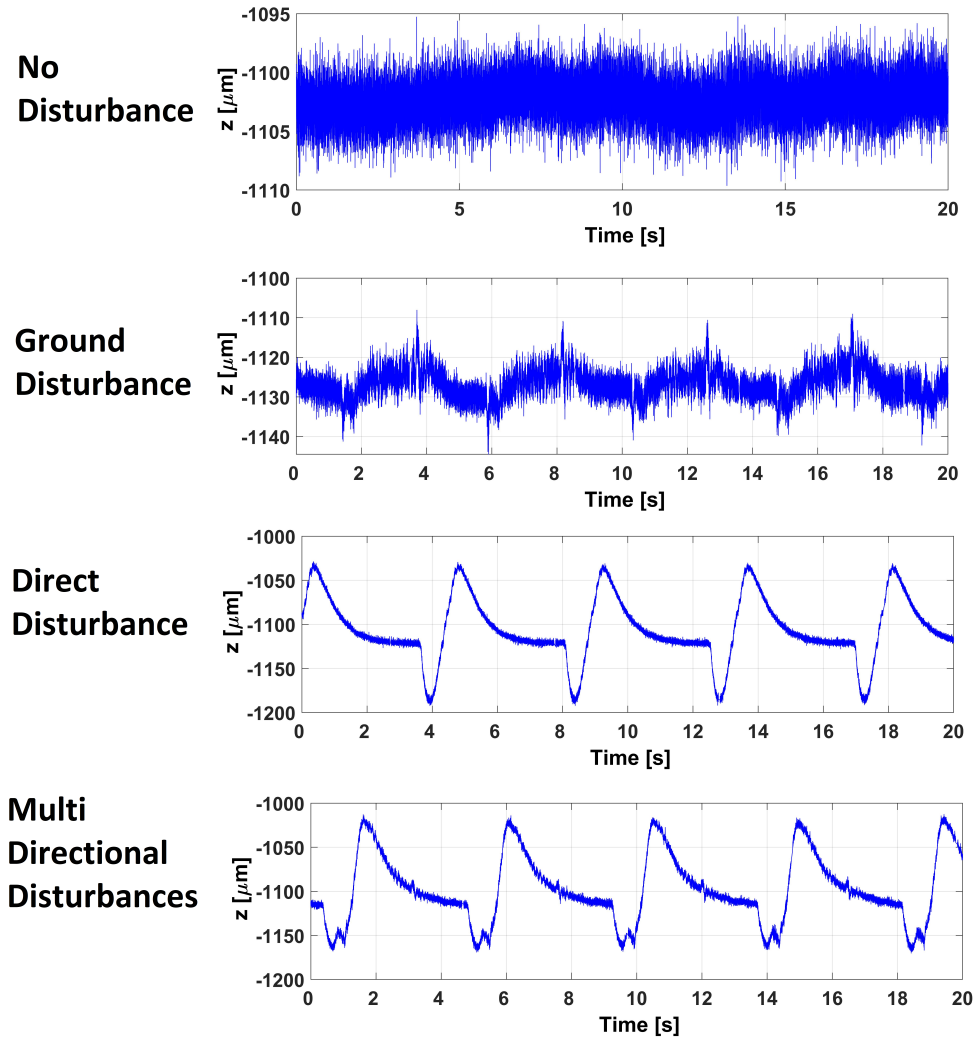 No
Disturbance
-1095
-1100
-1105
-1110
z [μm]
0 5 10 15 20
Time [s]
Ground
Disturbance
-1100
-1110
-1120
-1130
-1140
z [μm]
0 2 4 6 8 10 12 14 16 18 20
Time [s]
Direct
Disturbance
-1000
-1050
-1100
-1150
-1200
z [μm]
0 2 4 6 8 10 12 14 16 18 20
Time [s]
Multi
Directional
Disturbances
-1000
-1050
-1100
-1150
-1200
z [μm]
0 2 4 6 8 10 12 14 16 18 20
Time [s]